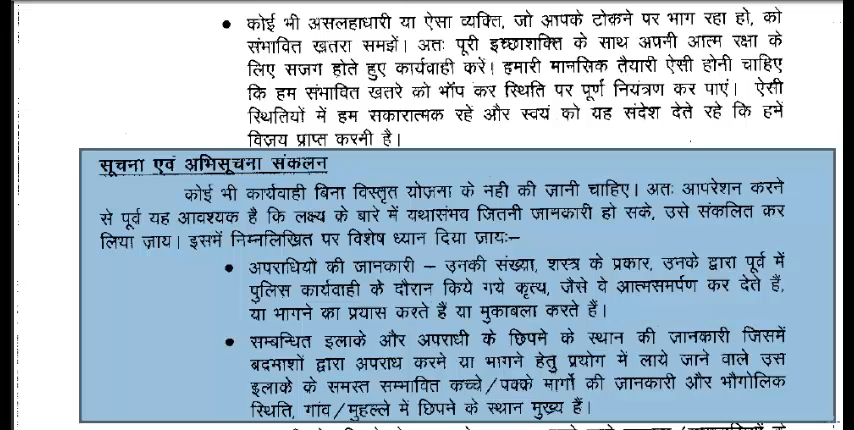 • कोई भी असलहाधारी या ऐसा व्यक्ति, जो आपके टोकने पर भाग रहा हो, को
संभावित खतरा समझें। अतः पूरी इच्छाशक्ति के साथ अपनी आत्म रक्षा के
लिए सजग होते हुए कार्यवाही करें। हमारी मानसिक तैयारी ऐसी होनी चाहिए
कि हम संभावित खतरे को भॉप कर स्थिति पर पूर्ण नियंत्रण कर पाएं। ऐसी
स्थितियों में हम सकारात्मक रहें और स्वयं को यह संदेश देते रहे कि हमें
विजय प्राप्त करनी है।
सूचना एवं अभिसूचना संकलन
कोई भी कार्यवाही बिना विस्तृत योजना के नही की जानी चाहिए। अतः आपरेशन करने
से पूर्व यह आवश्यक है कि लक्ष्य के बारे में यथासंभव जितनी जानकारी हो सके, उसे संकलित कर
लिया जाय। इसमें निम्नलिखित पर विशेष ध्यान दिया जायः–
• अपराधियों की जानकारी – उनकी संख्या, शस्त्र के प्रकार, उनके द्वारा पूर्व में
पुलिस कार्यवाही के दौरान किये गये कृत्य, जैसे वे आत्मसमर्पण कर देते हैं,
या भागने का प्रयास करते हैं या मुकाबला करते हैं।
• सम्बन्धित इलाके और अपराधी के छिपने के स्थान की जानकारी जिसमें
बदमाशों द्वारा अपराध करने या भागने हेतु प्रयोग में लाये जाने वाले उस
इलाके के समस्त सम्भावित कच्चे/पक्के मार्गो की जानकारी और भौगोलिक
स्थिति, गांव/मुहल्ले में छिपने के स्थान मुख्य हैं।